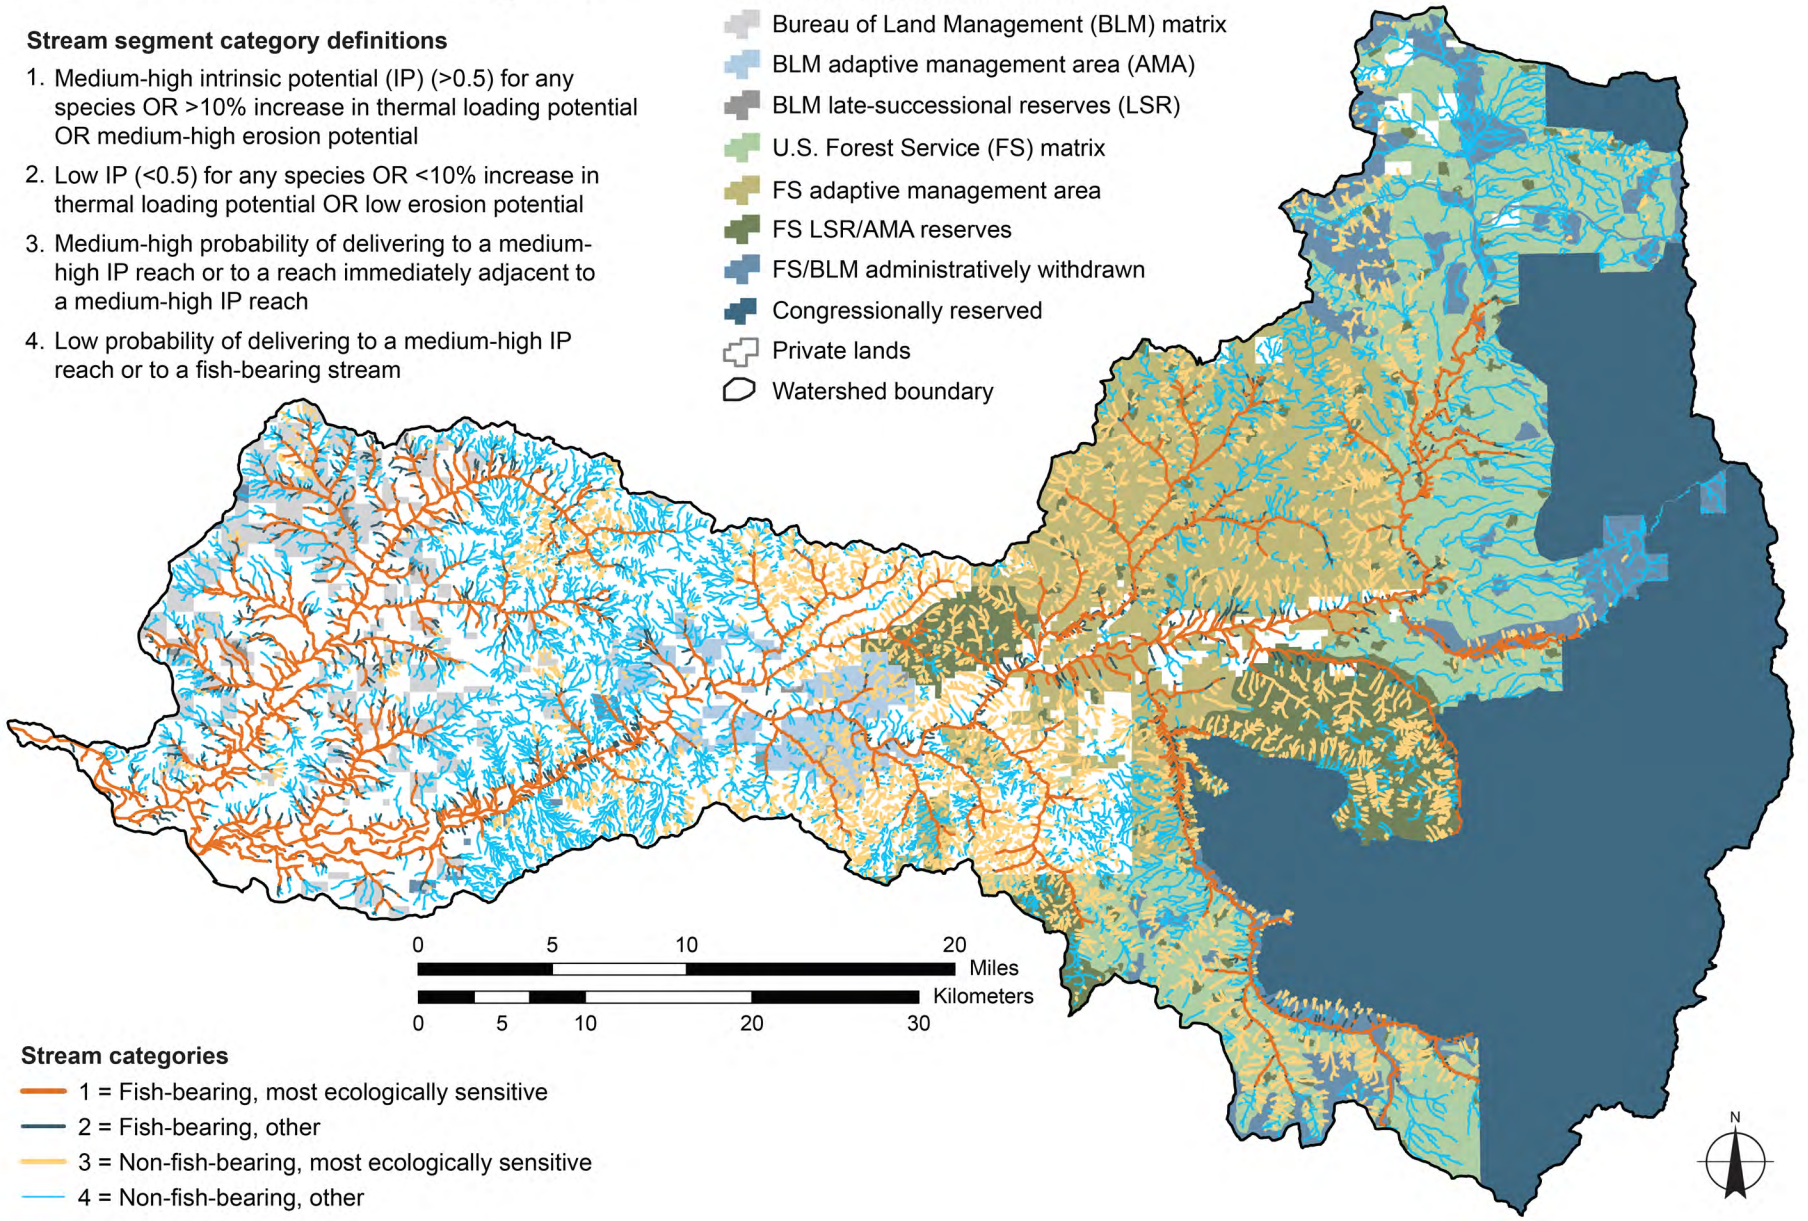 Stream segment category definitions
1. Medium-high intrinsic potential (IP) (>0.5) for any
species OR >10% increase in thermal loading potential
OR medium-high erosion potential
2. Low IP (<0.5) for any species OR <10% increase in
thermal loading potential OR low erosion potential
3. Medium-high probability of delivering to a medium-
high IP reach or to a reach immediately adjacent to
a medium-high IP reach
4. Low probability of delivering to a medium-high IP
reach or to a fish-bearing stream
Bureau of Land Management (BLM) matrix
BLM adaptive management area (AMA)
BLM late-successional reserves (LSR)
U.S. Forest Service (FS) matrix
FS adaptive management area
FS LSR/AMA reserves
FS/BLM administratively withdrawn
Congressionally reserved
Private lands
Watershed boundary
0 5 10 20
Miles
Kilometers
0 5 10 20 30
Stream categories
1 = Fish-bearing, most ecologically sensitive
2 = Fish-bearing, other
3 = Non-fish-bearing, most ecologically sensitive
4 = Non-fish-bearing, other
N